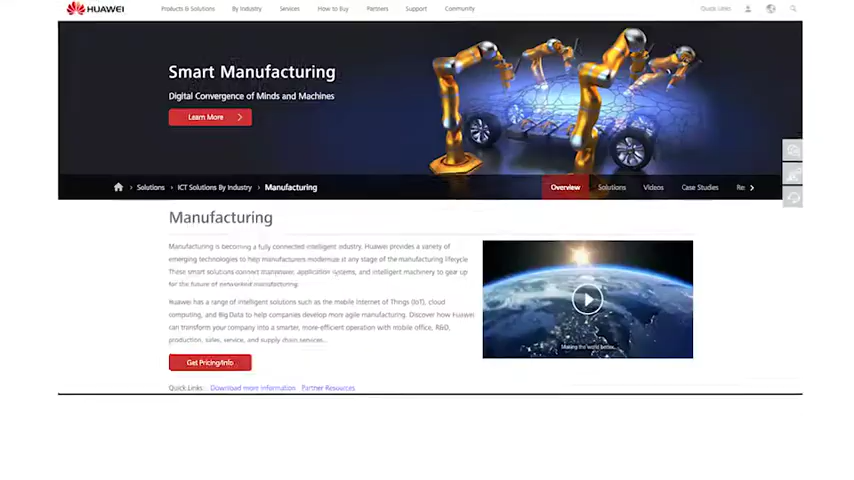 HUAWEI
Products & Solutions By Industry Services How to Buy Partners Support Community Quick Links
Smart Manufacturing
Digital Convergence of Minds and Machines
Learn More
Solutions ICT Solutions By Industry Manufacturing Overview Solutions Videos Case Studies Re
Manufacturing
Manufacturing is becoming a fully connected intelligent industry. Huawei provides a variety of
emerging technologies to help manufacturers modernize at any stage of the manufacturing lifecycle
These smart solutions connect manpower, application systems, and intelligent machinery to gear up
for the future of networked manufacturing.
Huawei has a range of intelligent solutions such as the mobile Internet of Things (IoT), cloud
computing, and Big Data to help companies develop more agile manufacturing. Discover how Huawei
can transform your company into a smarter, more-efficient operation with mobile office, R&D,
production, sales, service, and supply chain services...
Making the world better...
Get Pricing/Info
Quick Links: Download more information Partner Resources